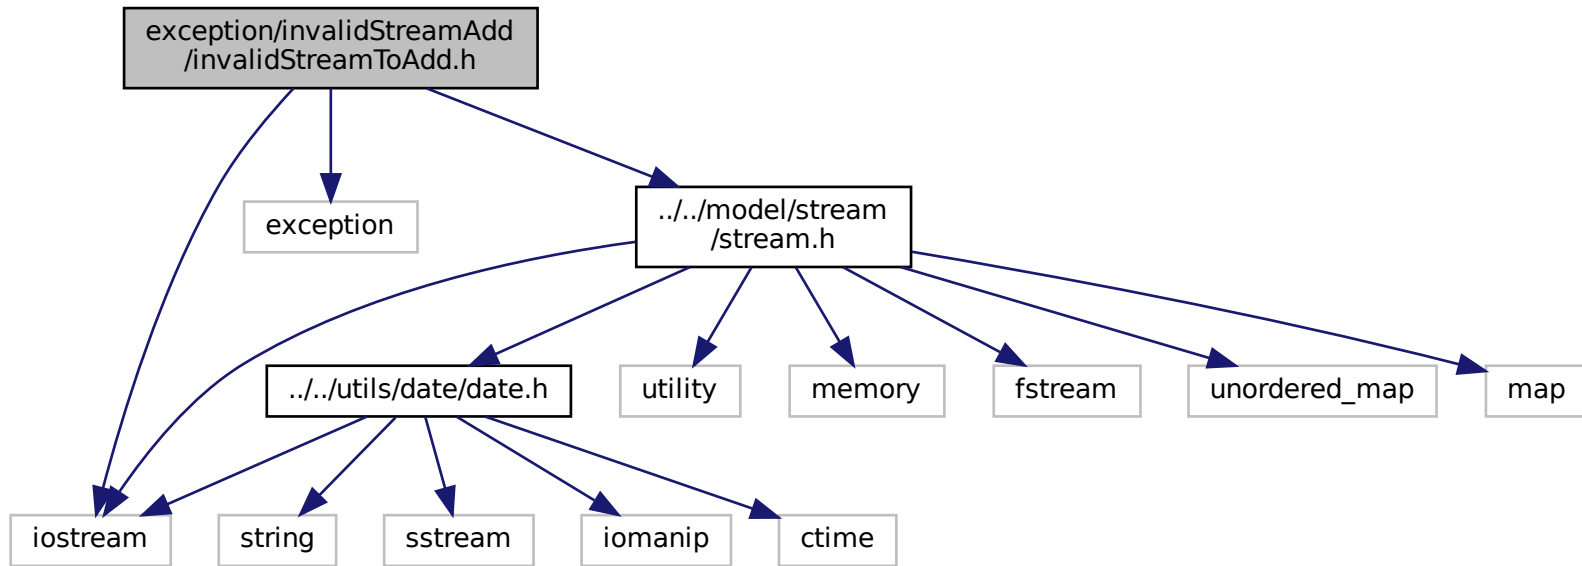 exception/invalidStreamAdd
/invalidStreamToAdd.h
exception
../../model/stream
/stream.h
../../utils/date/date.h
utility
memory
fstream
unordered_map
map
iostream
string
sstream
iomanip
ctime